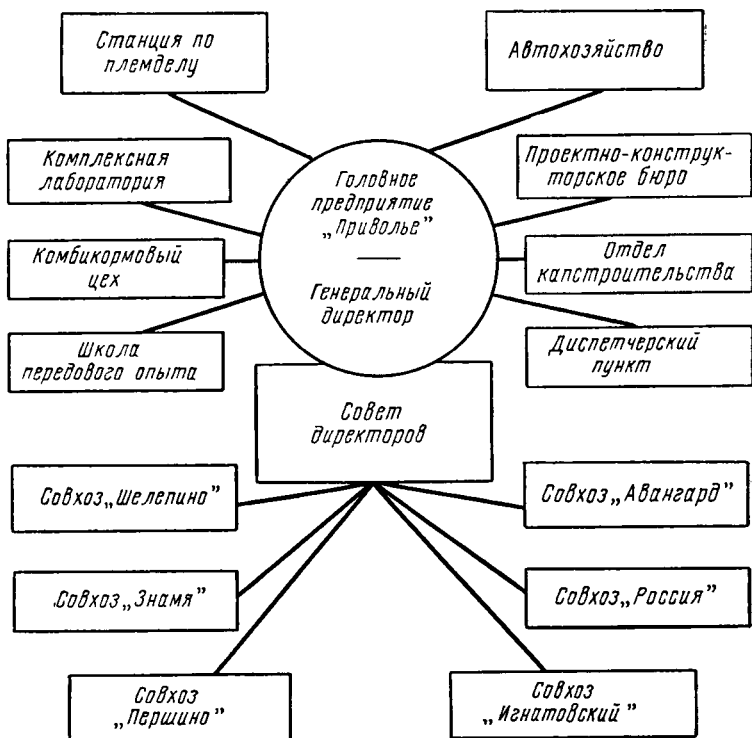 Станция по
племделу
Автохозяйство
Комплексная
лаборатория
Головное
предприятие
„Приволье”
Генеральный
директор
Проектно-конструк-
торское бюро
Комбикормовый
цех
Отдел
капстроительства
Школа
передового опыта
Диспетчерский
пункт
Совет
директоров
Совхоз „Шелепино”
Совхоз „Авангард”
Совхоз „Знамя”
Совхоз „Россия”
Совхоз
„Першино”
Совхоз
„Игнатовский”